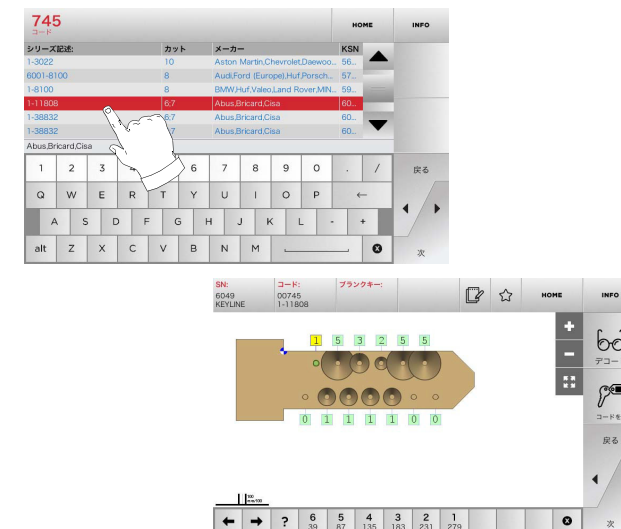 745
コード
HOME INFO
シリーズ記述: カット メーカー KSN
1-3022 10 Aston Martin,Chevrolet,Daewoo... 56...
6001-8100 8 Audi,Ford (Europe),Huf,Porsch... 57...
1-8100 8 BMW,Huf,Valeo,Land Rover,MIN... 59...
1-11808 6;7 Abus,Bricard,Cisa 60...
1-38832 6;7 Abus,Bricard,Cisa 60...
1-38832 Abus,Bricard,Cisa 60...
Abus,Bricard,Cisa
1 2 3 6 7 8 9 0 . /
戻る
Q W E R T Y U I O P ←
A S D F G H J K L - +
alt Z X C V B N M
次
SN: コード: ブランクキー:
6049 00745
KEYLINE 1-11808
HOME INFO
1 5 3 2 5 5
デコー
コードを
0 1 1 1 1 0 0
戻る
? 6 5 4 3 2 1
39 87 135 183 231 279
次